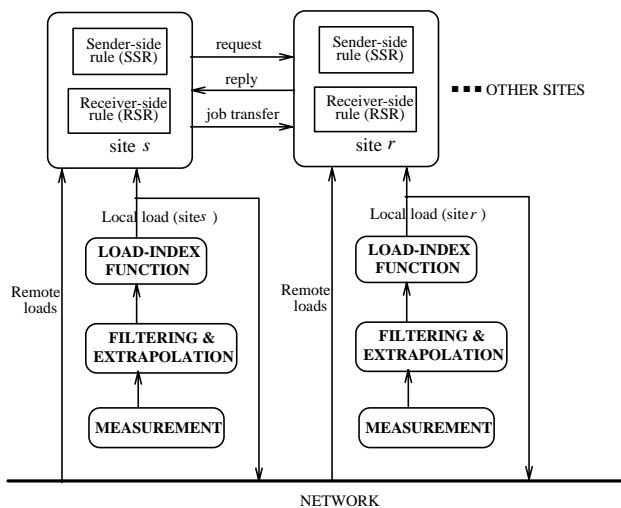 Sender-side
rule (SSR)
Receiver-side
rule (RSR)
site s
request
reply
job transfer
Sender-side
rule (SSR)
Receiver-side
rule (RSR)
site r
OTHER SITES
Local load (site s )
LOAD-INDEX
FUNCTION
Remote
loads
FILTERING &
EXTRAPOLATION
MEASUREMENT
Local load (site r )
LOAD-INDEX
FUNCTION
Remote
loads
FILTERING &
EXTRAPOLATION
MEASUREMENT
NETWORK